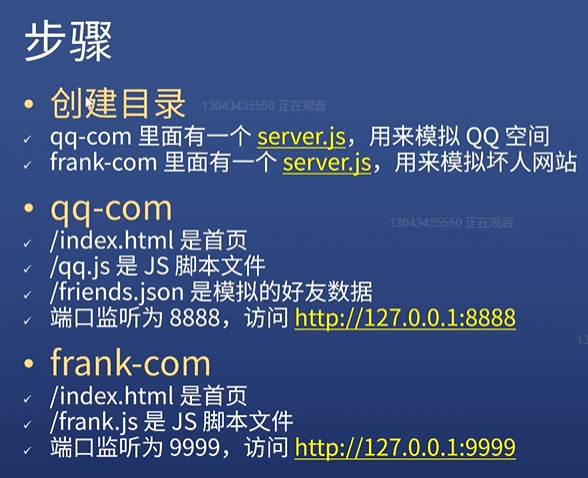 步骤
• 创建目录
13043435550 正在观看
✓ qq-com 里面有一个 server.js，用来模拟 QQ 空间
✓ frank-com 里面有一个 server.js，用来模拟坏人网站
• qq-com
13043435550 正在观看
✓ /index.html 是首页
✓ /qq.js 是 JS 脚本文件
✓ /friends.json 是模拟的好友数据
✓ 端口监听为 8888，访问 http://127.0.0.1:8888
13
• frank-com
✓ /index.html 是首页
✓ /frank.js 是 JS 脚本文件
✓ 端口监听为 9999，访问 http://127.0.0.1:9999